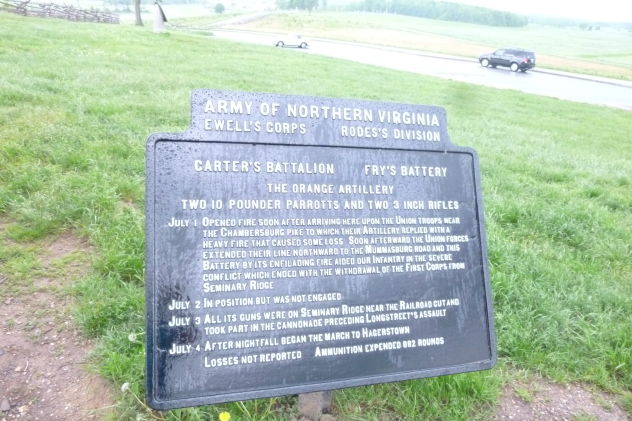 ARMY OF NORTHERN VIRGINIA
EWELL'S CORPS RODES'S DIVISION
CARTER'S BATTALION FRY'S BATTERY
THE ORANGE ARTILLERY
TWO 10 POUNDER PARROTTS AND TWO 3 INCH RIFLES
JULY 1 OPENED FIRE SOON AFTER ARRIVING HERE UPON THE UNION TROOPS NEAR
THE CHAMBERSBURG PIKE TO WHICH THEIR ARTILLERY REPLIED WITH A
HEAVY FIRE THAT CAUSED SOME LOSS SOON AFTERWARD THE UNION FORCES
EXTENDED THEIR LINE NORTHWARD TO THE MUMMASBURG ROAD AND THIS
BATTERY BY ITS ENFILADING FIRE AIDED OUR INFANTRY IN THE SEVERE
CONFLICT WHICH ENDED WITH THE WITHDRAWAL OF THE FIRST CORPS FROM
SEMINARY RIDGE
JULY 2 IN POSITION BUT WAS NOT ENGAGED
JULY 3 ALL ITS GUNS WERE ON SEMINARY RIDGE NEAR THE RAILROAD CUT AND
TOOK PART IN THE CANNONADE PRECEDING LONGSTREET'S ASSAULT
JULY 4 AFTER NIGHTFALL BEGAN THE MARCH TO HAGERSTOWN
LOSSES NOT REPORTED AMMUNITION EXPENDED 882 ROUNDS